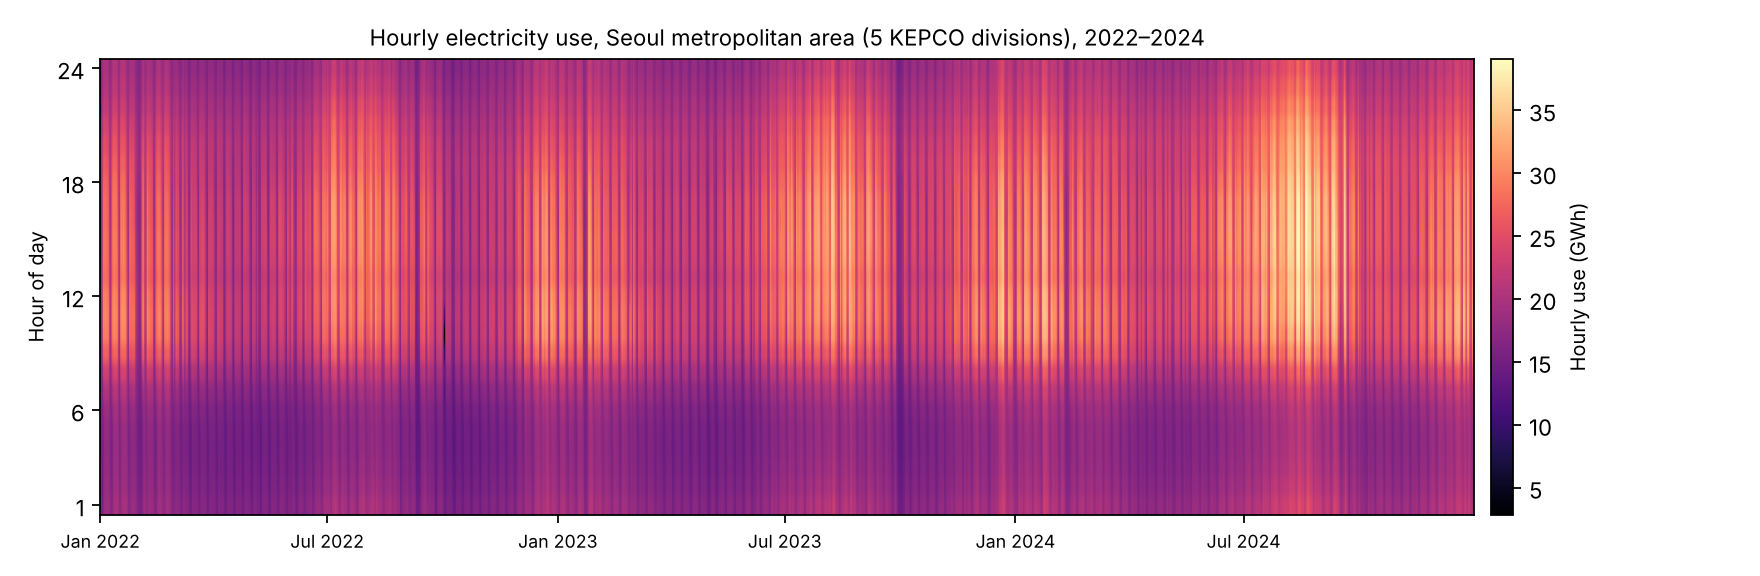 Hourly electricity use, Seoul metropolitan area (5 KEPCO divisions), 2022–2024
Hour of day
24
18
12
6
1
Jan 2022
Jul 2022
Jan 2023
Jul 2023
Jan 2024
Jul 2024
35
30
25
20
15
10
5
Hourly use (GWh)